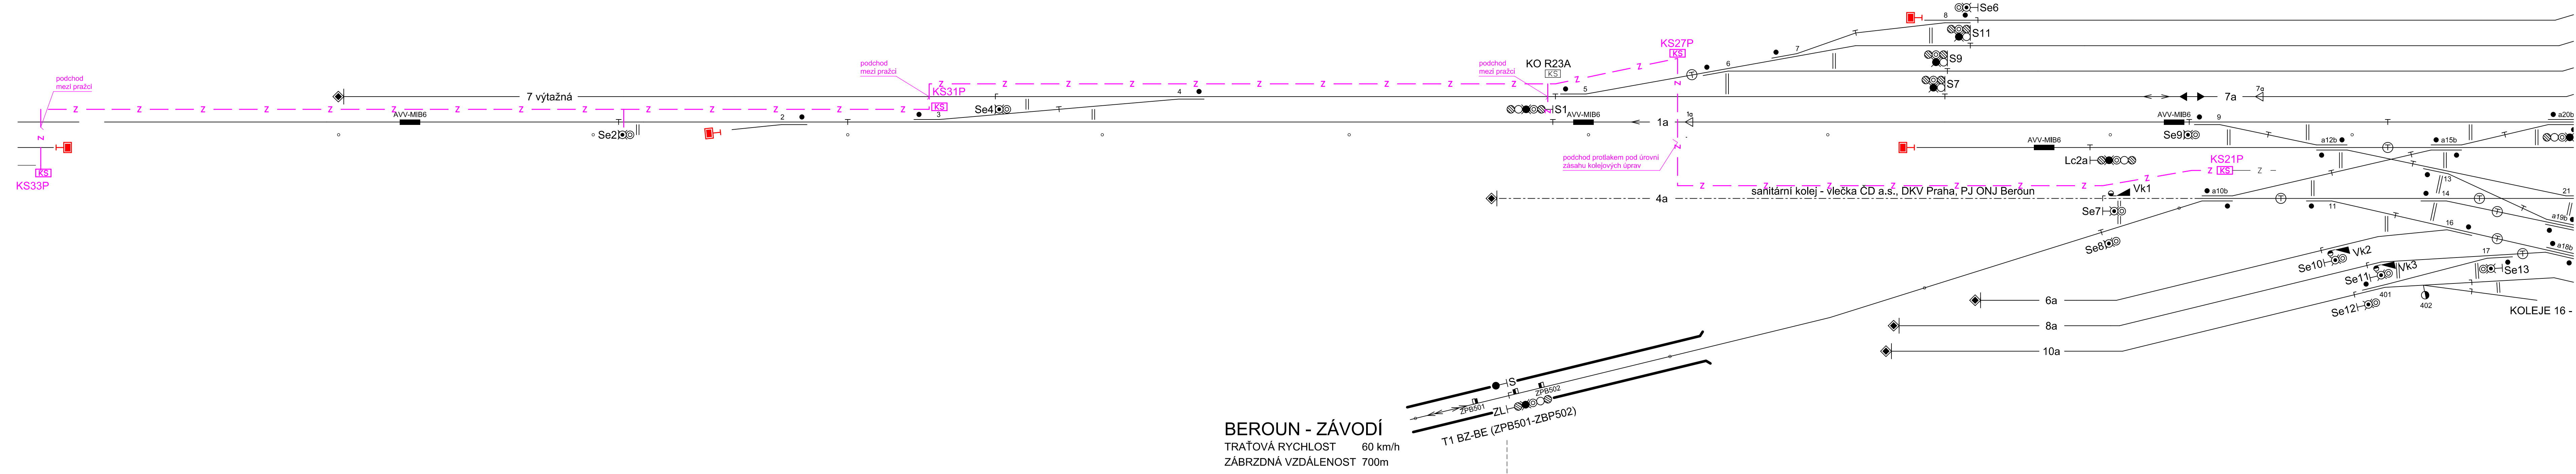 Se6
8
S11
KS27P
KS
7
S9
podchod
mezi pražci
KO R23A
KS
6
podchod
mezi pražci
podchod
mezi pražci
Z Z Z Z Z Z Z Z Z Z
T
S7
KS31P
KS
5
7 výtažná
4
Se4
S1
7a
7a
Z Z Z Z Z Z Z Z Z Z Z Z Z Z
AVV-MIB6
3
2
AVV-MIB6
1a
1a
AVV-MIB6
9
a20b
Se2
Se9
AVV-MIB6
a12b
a15b
T
podchod protlakem pod úrovní
zásahu kolejových úprav
Lc2a
KS21P
KS
Z
KS
KS33P
Z Z Z Z Z Z Z
sanitární kolej - vlečka ČD a.s., DKV Praha, PJ ONJ Beroun
Vk1
13
4a
a10b
14
21
T
T
Se7
11
T
a19b
16
Se8
T
a18b
Vk2
17
T
Se10
Vk3
Se11
Se13
6a
401
402
Se12
KOLEJE 16 -
8a
10a
S
ZPB502
ZPB501
ZL
T1 BZ-BE (ZPB501-ZBP502)
BEROUN - ZÁVODÍ
TRAŤOVÁ RYCHLOST 60 km/h
ZÁBRZDNÁ VZDÁLENOST 700m